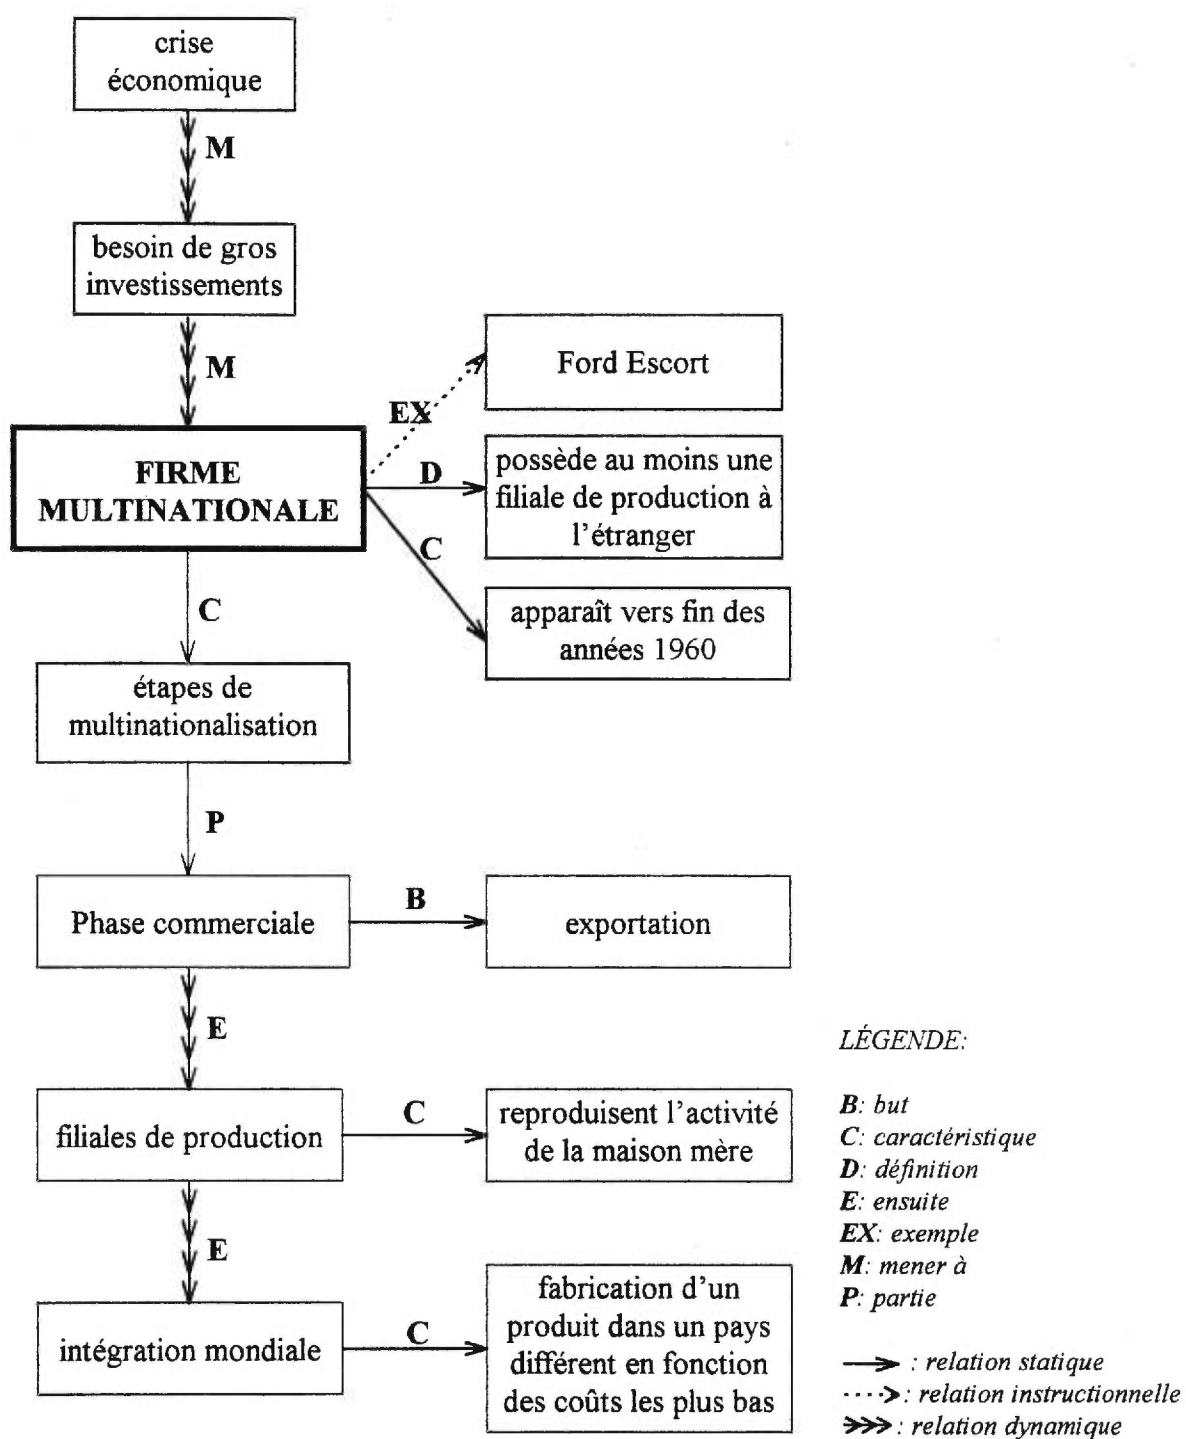 crise
économique
M
besoin de gros
investissements
M
Ford Escort
EX
FIRME
MULTINATIONALE
D
possède au moins une
filiale de production à
l'étranger
C
apparaît vers fin des
années 1960
C
étapes de
multinationalisation
P
Phase commerciale
B
exportation
E
filiales de production
C
reproduisent l'activité
de la maison mère
E
intégration mondiale
C
fabrication d'un
produit dans un pays
différent en fonction
des coûts les plus bas
LÉGENDE:
B: but
C: caractéristique
D: définition
E: ensuite
EX: exemple
M: mener à
P: partie
: relation statique
: relation instructionnelle
: relation dynamique